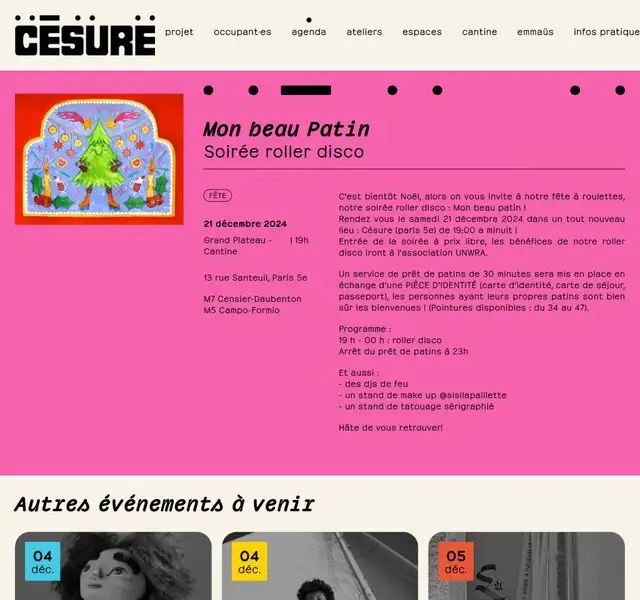 CÉSURE
projet occupant·es agenda ateliers espaces cantine emmaüs infos pratique
Mon beau Patin
Soirée roller disco
FÊTE
21 décembre 2024
Grand Plateau - Cantine | 19h
13 rue Santeuil, Paris 5e
M7 Censier-Daubenton
M5 Campo-Formio
C'est bientôt Noël, alors on vous invite à notre fête à roulettes,
notre soirée roller disco : Mon beau patin !
Rendez vous le samedi 21 décembre 2024 dans un tout nouveau
lieu : Césure (paris 5e) de 19:00 a minuit !
Entrée de la soirée à prix libre, les bénéfices de notre roller
disco iront à l'association UNWRA.
Un service de prêt de patins de 30 minutes sera mis en place en
échange d'une PIÈCE D'IDENTITÉ (carte d'identité, carte de séjour,
passeport), les personnes ayant leurs propres patins sont bien
sûr les bienvenues ! (Pointures disponibles : du 34 au 47).
Programme :
19 h - 00 h : roller disco
Arrêt du prêt de patins à 23h
Et aussi :
- des djs de feu
- un stand de make up @sisilapaillette
- un stand de tatouage sérigraphié
Hâte de vous retrouver!
Autres événements à venir
04
déc.
04
déc.
05
déc.